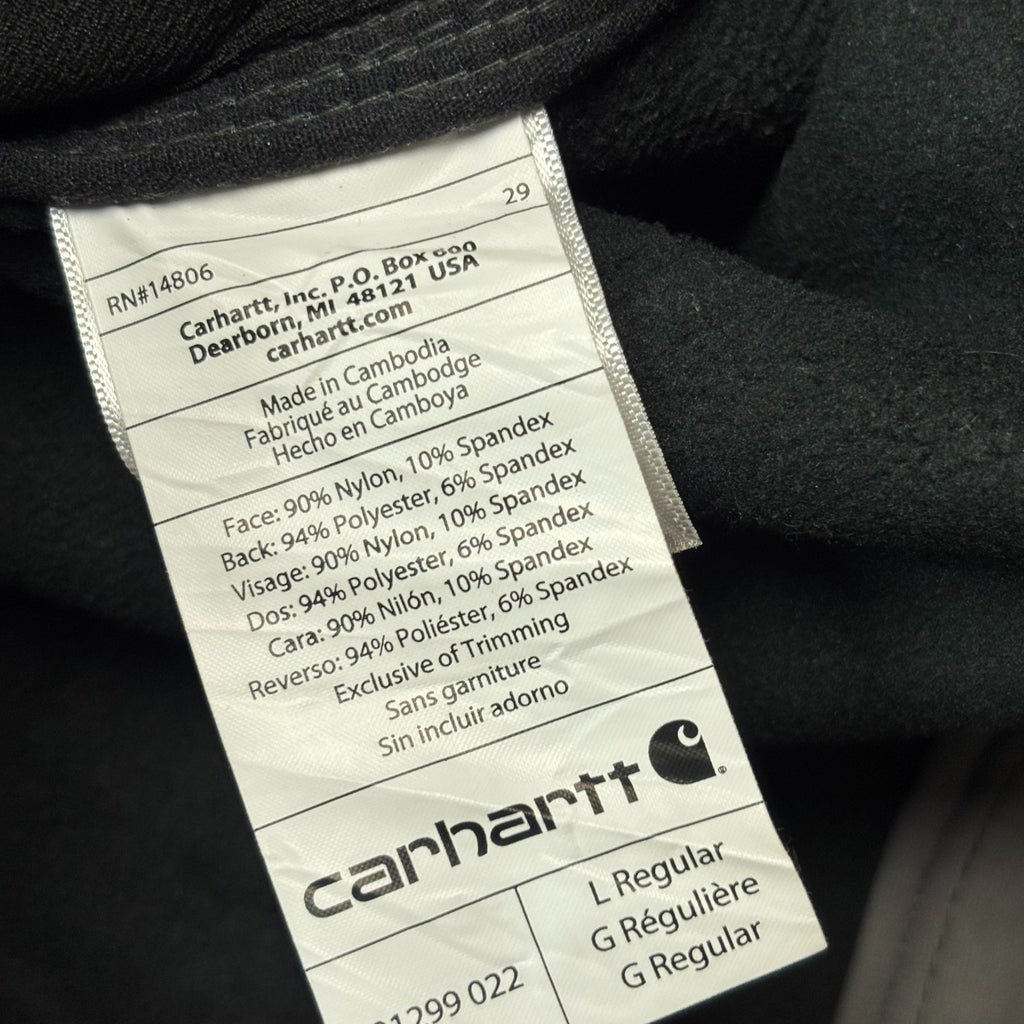 29
RN#14806
Carhartt, Inc. P.O. Box 600
Dearborn, MI 48121 USA
carhartt.com
Made in Cambodia
Fabriqué au Cambodge
Hecho en Camboya
Face: 90% Nylon, 10% Spandex
Back: 94% Polyester, 6% Spandex
Visage: 90% Nylon, 10% Spandex
Dos: 94% Polyester, 6% Spandex
Cara: 90% Nilón, 10% Spandex
Reverso: 94% Poliéster, 6% Spandex
Exclusive of Trimming
Sans garniture
Sin incluir adorno
carhartt
L Regular
G Régulière
G Regular
022